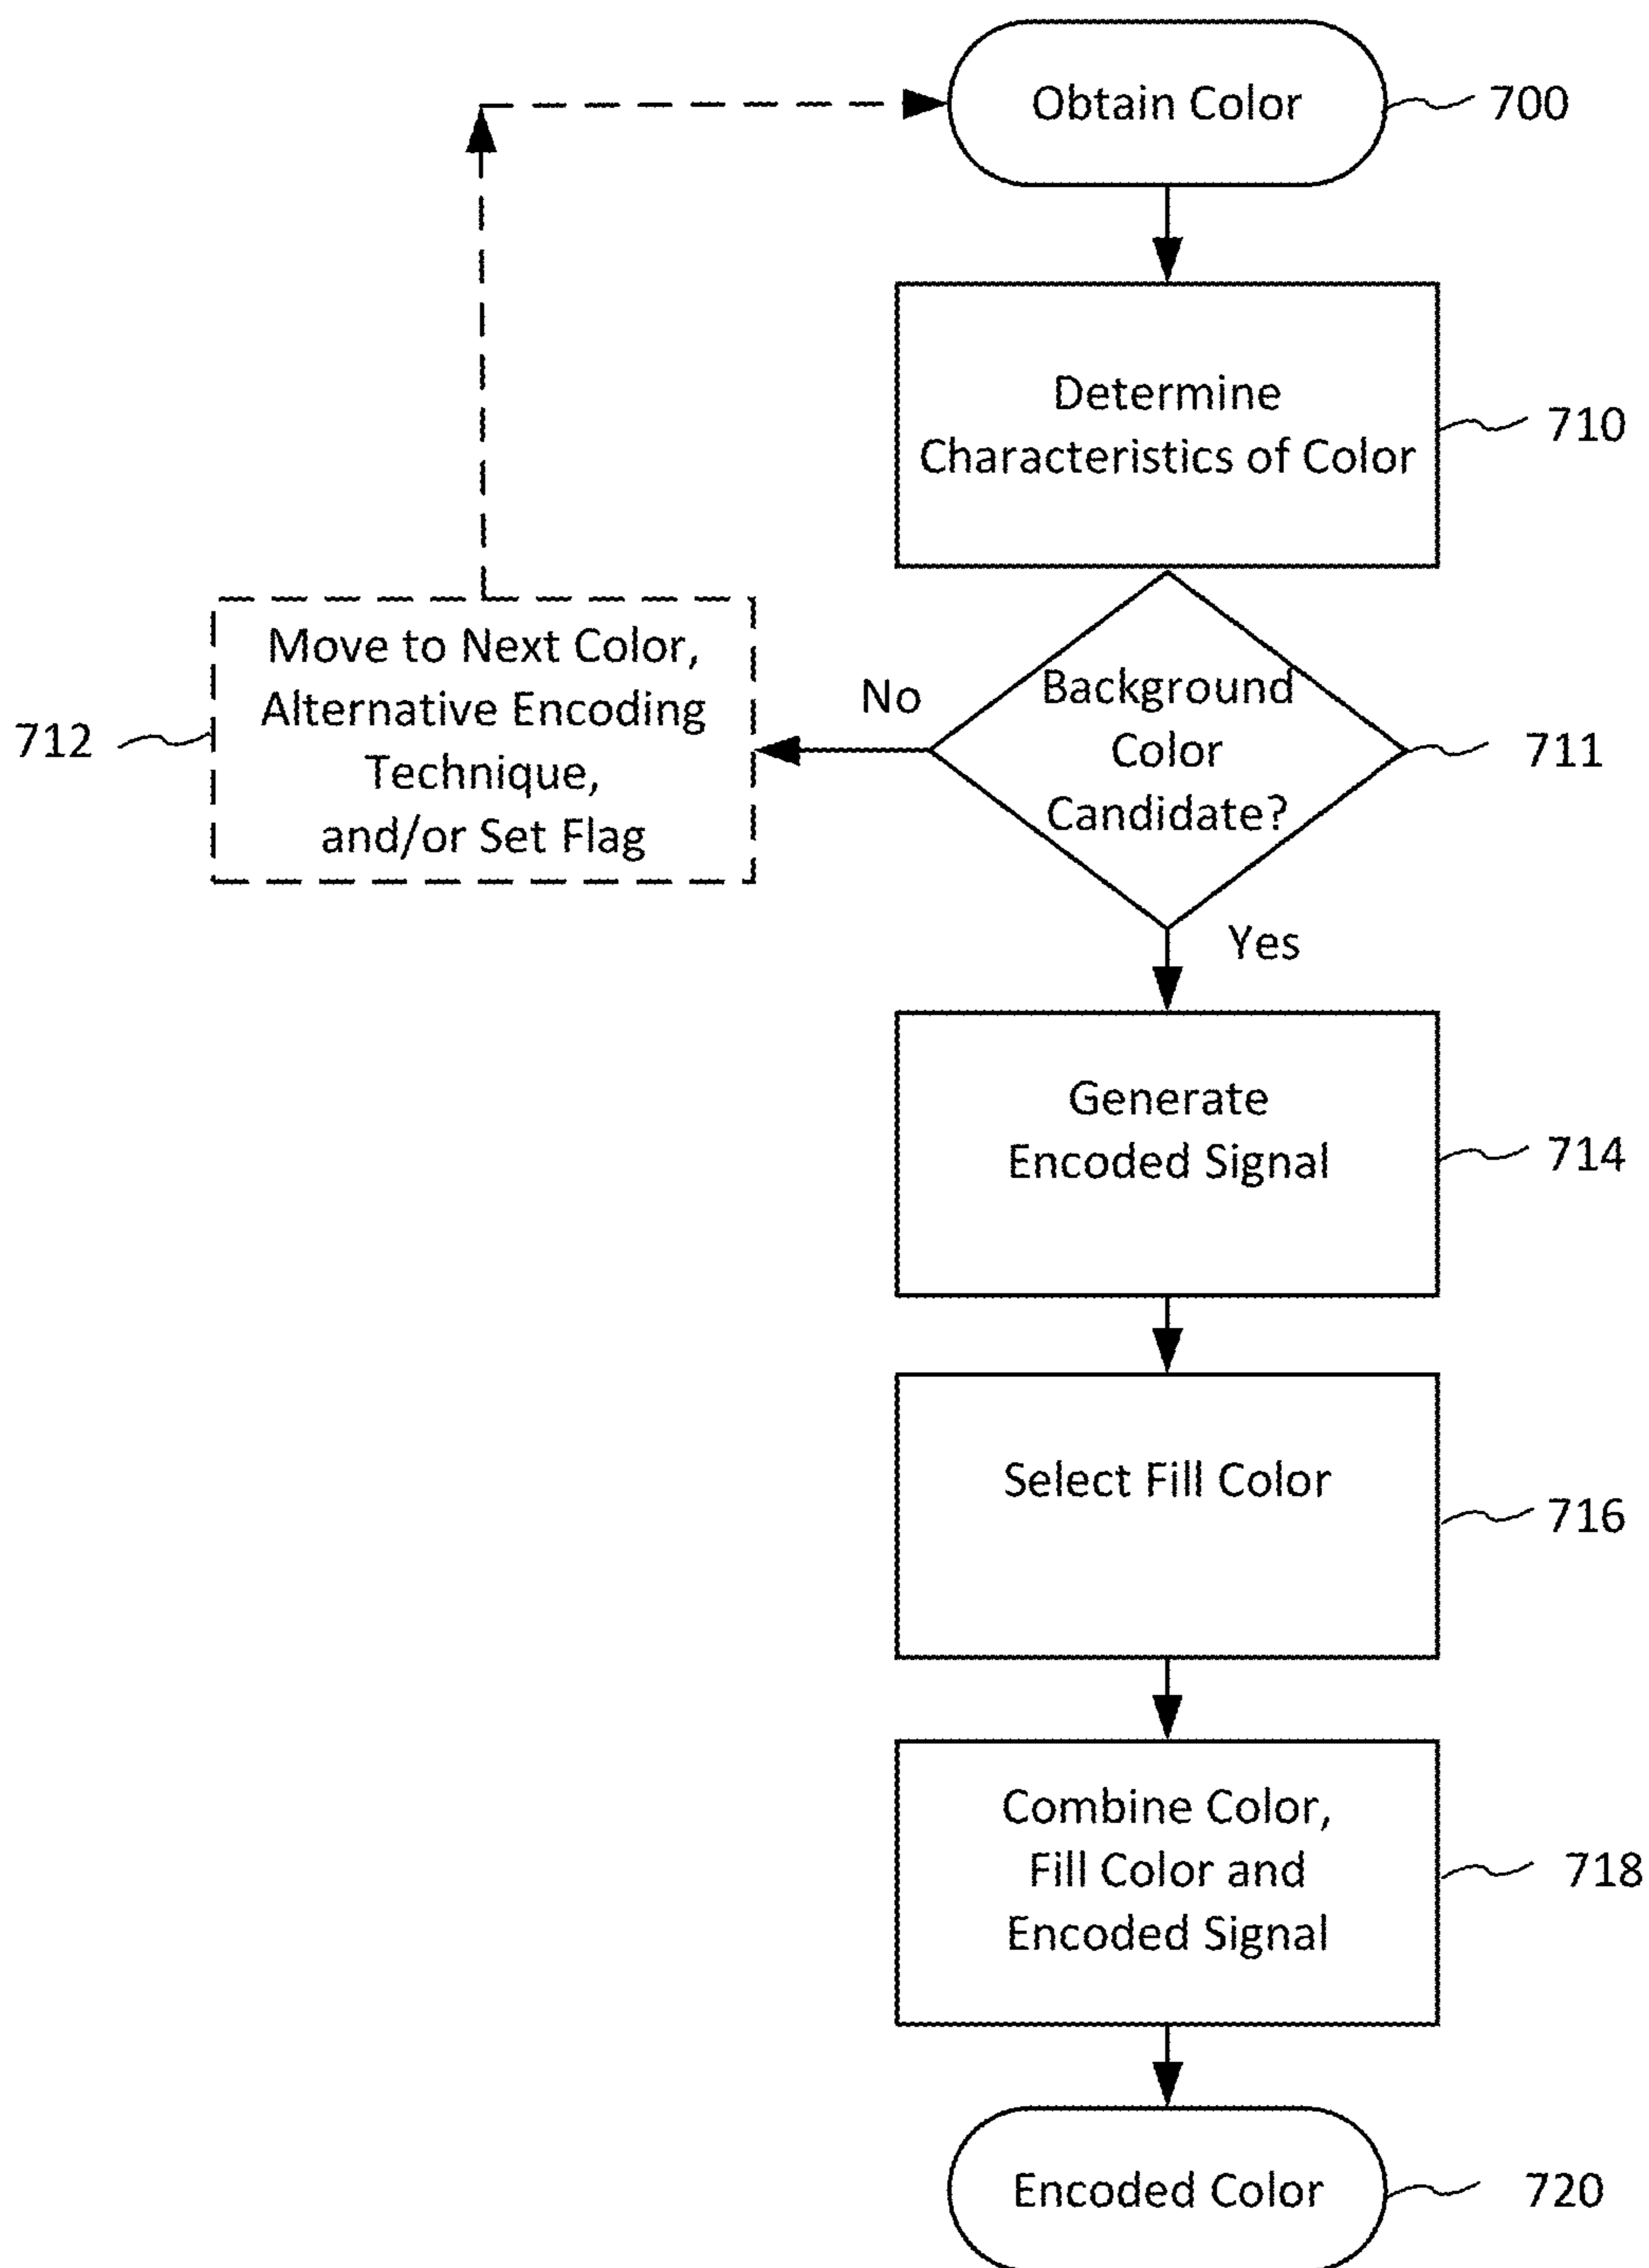 Obtain Color
700
Determine
Characteristics of Color
710
Background
Color
Candidate?
711
No
Move to Next Color,
Alternative Encoding
Technique,
and/or Set Flag
712
Yes
Generate
Encoded Signal
714
Select Fill Color
716
Combine Color,
Fill Color and
Encoded Signal
718
Encoded Color
720